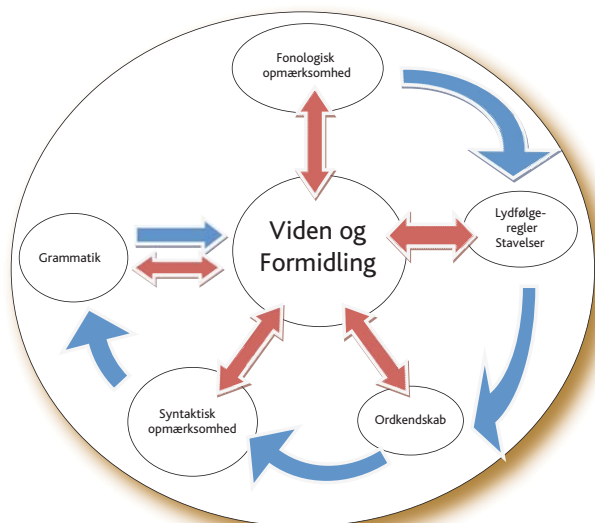 Fonologisk
opmærksomhed
Lydfølge-
regler
Stavelser
Viden og
Formidling
Grammatik
Syntaktisk
opmærksomhed
Ordkendskab